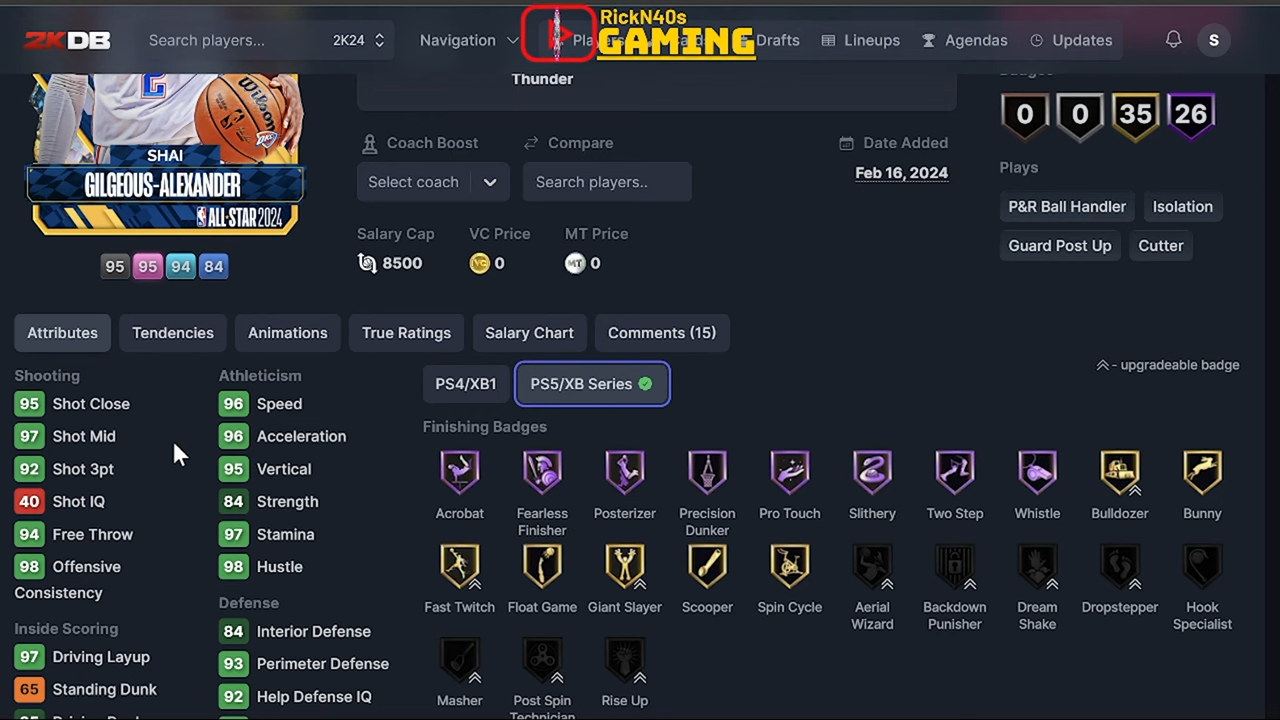 RickN40s
GAMING
2KDB
Search players...
2K24
Navigation
Drafts
Lineups
Agendas
Updates
S
Thunder
Wilson
SHAI
GILGEOUS-ALEXANDER
NBA ALL-STAR 2024
95 95 94 84
Coach Boost
Compare
Date Added
Select coach
Search players..
Feb 16, 2024
Salary Cap
VC Price
MT Price
8500
VC 0
MT 0
0 0 35 26
Plays
P&R Ball Handler
Isolation
Guard Post Up
Cutter
Attributes
Tendencies
Animations
True Ratings
Salary Chart
Comments (15)
- upgradeable badge
Shooting
95 Shot Close
97 Shot Mid
92 Shot 3pt
40 Shot IQ
94 Free Throw
98 Offensive
Consistency
Inside Scoring
97 Driving Layup
65 Standing Dunk
Athleticism
96 Speed
96 Acceleration
95 Vertical
84 Strength
97 Stamina
98 Hustle
Defense
84 Interior Defense
93 Perimeter Defense
92 Help Defense IQ
PS4/XB1
PS5/XB Series
Finishing Badges
Acrobat
Fearless
Finisher
Posterizer
Precision
Dunker
Pro Touch
Slithery
Two Step
Whistle
Bulldozer
Bunny
Fast Twitch
Float Game
Giant Slayer
Scooper
Spin Cycle
Aerial
Wizard
Backdown
Punisher
Dream
Shake
Dropstepper
Hook
Specialist
Masher
Post Spin
Technician
Rise Up